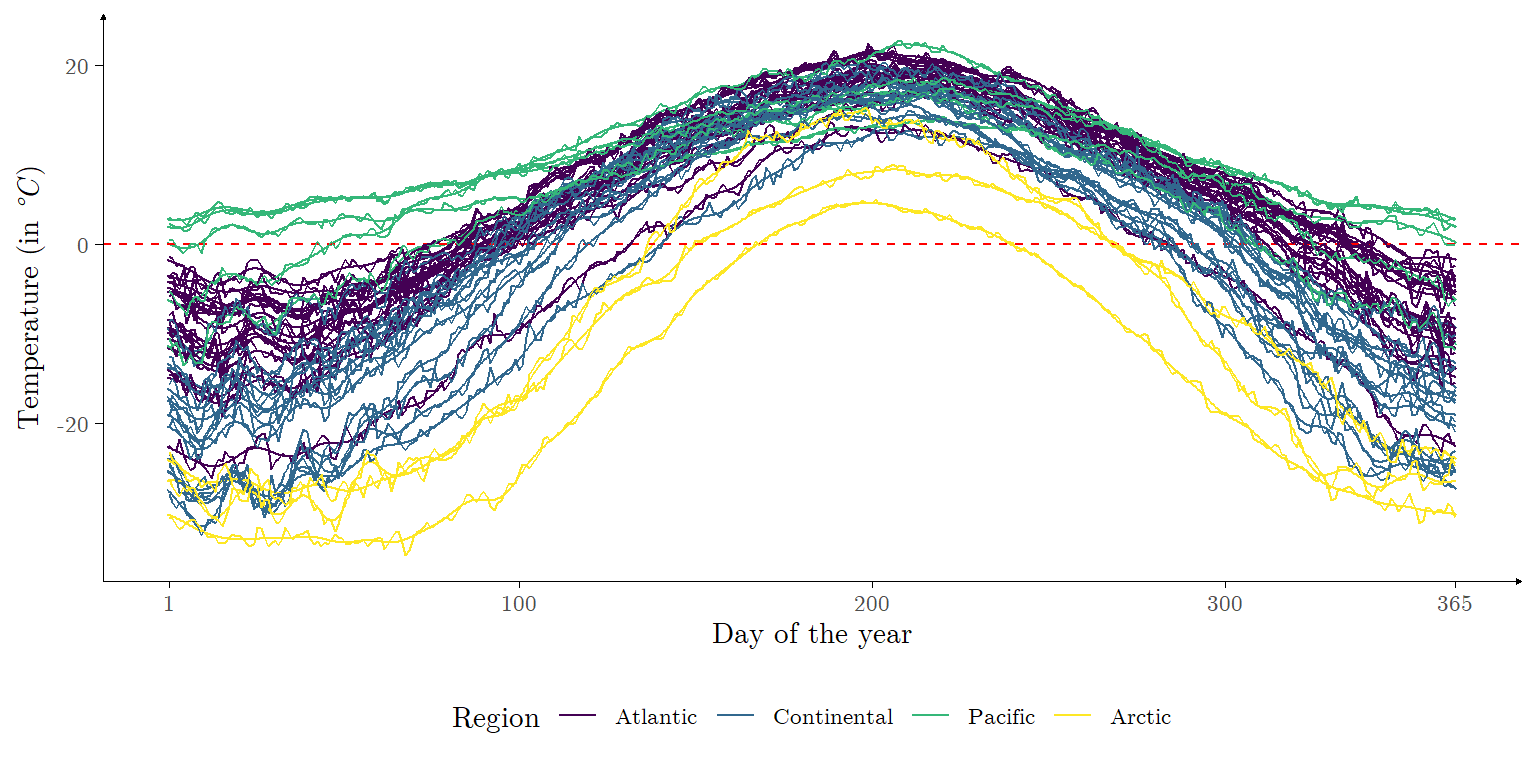 20
0
-20
Temperature (in °C)
1 100 200 300 365
Day of the year
Region Atlantic Continental Pacific Arctic